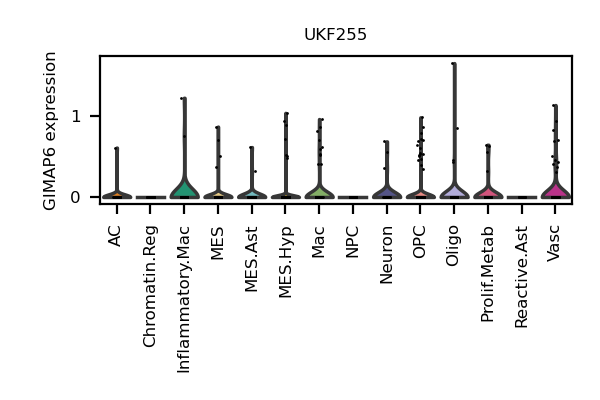 UKF255
GIMAP6 expression
1
0
AC
Chromatin.Reg
Inflammatory.Mac
MES
MES.Ast
MES.Hyp
Mac
NPC
Neuron
OPC
Oligo
Prolif.Metab
Reactive.Ast
Vasc